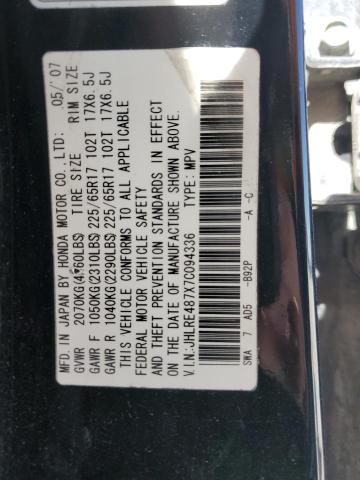 MFD. IN JAPAN BY HONDA MOTOR CO.,LTD: 05/'07
GVWR 2070KG(4560LBS) TIRE SIZE RIM SIZE
GAWR F 1050KG(2310LBS) 225/65R17 102T 17X6.5J
GAWR R 1040KG(2290LBS) 225/65R17 102T 17X6.5J
THIS VEHICLE CONFORMS TO ALL APPLICABLE
FEDERAL MOTOR VEHICLE SAFETY
AND THEFT PREVENTION STANDARDS IN EFFECT
ON THE DATE OF MANUFACTURE SHOWN ABOVE.
V.I.N:JHLRE487X7C094336 TYPE: MPV
SWA 7 AD5 -B92P -A -C